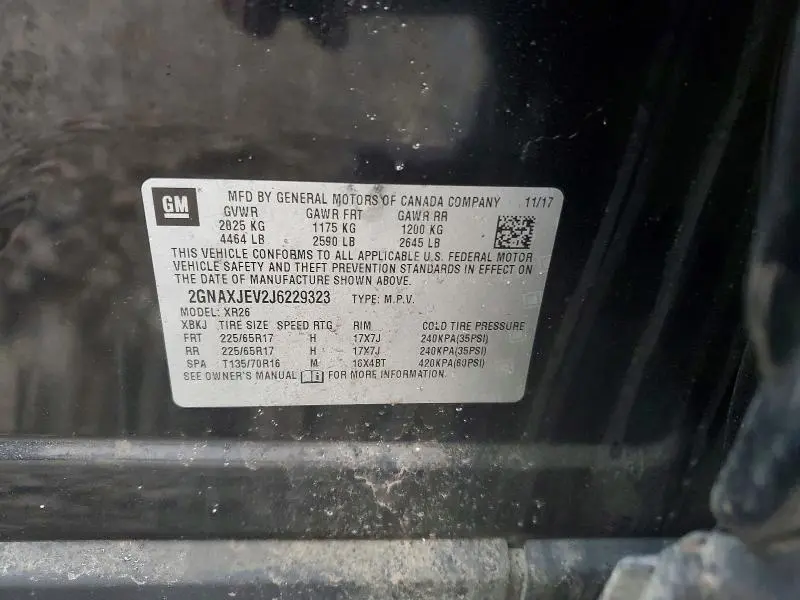 GM
MFD BY GENERAL MOTORS OF CANADA COMPANY 11/17
GVWR GAWR FRT GAWR RR
2025 KG 1175 KG 1200 KG
4464 LB 2590 LB 2645 LB
THIS VEHICLE CONFORMS TO ALL APPLICABLE U.S. FEDERAL MOTOR
VEHICLE SAFETY AND THEFT PREVENTION STANDARDS IN EFFECT ON
THE DATE OF MANUFACTURE SHOWN ABOVE.
2GNAXJEV2J6229323 TYPE: M.P.V.
MODEL: XR26
XBKJ TIRE SIZE SPEED RTG RIM COLD TIRE PRESSURE
FRT 225/65R17 H 17X7J 240KPA(35PSI)
RR 225/65R17 H 17X7J 240KPA(35PSI)
SPA T135/70R16 M 16X4BT 420KPA(60PSI)
SEE OWNER'S MANUAL i FOR MORE INFORMATION.